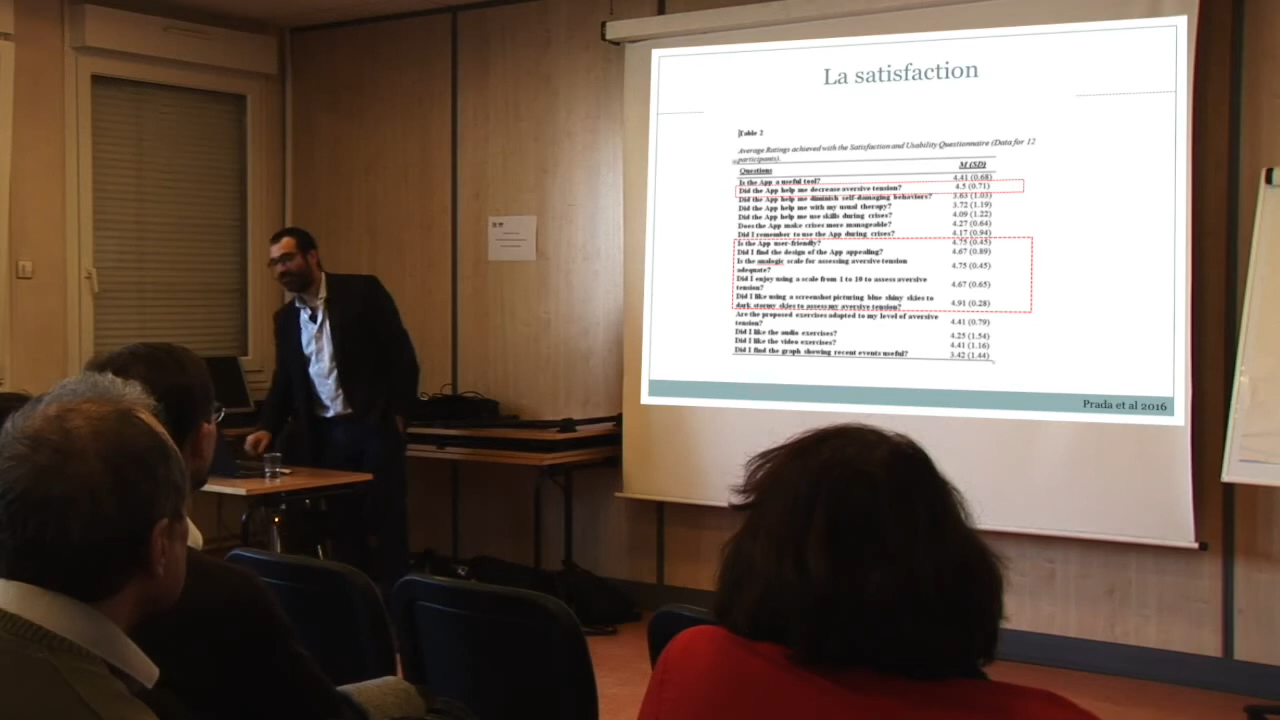 La satisfaction
Table 2
Average Ratings achieved with the Satisfaction and Usability Questionnaire (Data for 12
participants).
Questions M (SD)
Is the App a useful tool? 4.41 (0.68)
Did the App help me decrease aversive tension? 4.5 (0.71)
Did the App help me diminish self-damaging behaviors? 3.63 (1.03)
Did the App help me with my usual therapy? 3.72 (1.19)
Did the App help me use skills during crises? 4.09 (1.22)
Does the App make crises more manageable? 4.27 (0.64)
Did I remember to use the App during crises? 4.17 (0.94)
Is the App user-friendly? 4.75 (0.45)
Did I find the design of the App appealing? 4.67 (0.89)
Is the analogic scale for assessing aversive tension
adequate? 4.75 (0.45)
Did I enjoy using a scale from 1 to 10 to assess aversive
tension? 4.67 (0.65)
Did I like using a screenshot picturing blue shiny skies to
dark stormy skies to assess my aversive tension? 4.91 (0.28)
Are the proposed exercises adapted to my level of aversive
tension? 4.41 (0.79)
Did I like the audio exercises? 4.25 (1.54)
Did I like the video exercises? 4.41 (1.16)
Did I find the graph showing recent events useful? 3.42 (1.44)
Prada et al 2016